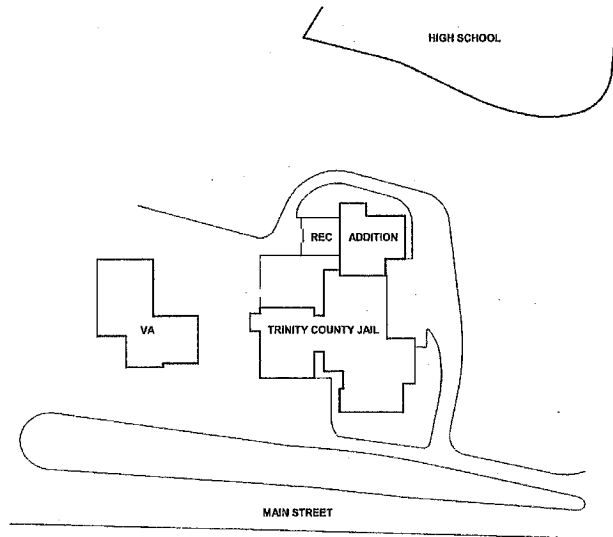 HIGH SCHOOL
REC
ADDITION
VA
TRINITY COUNTY JAIL
MAIN STREET